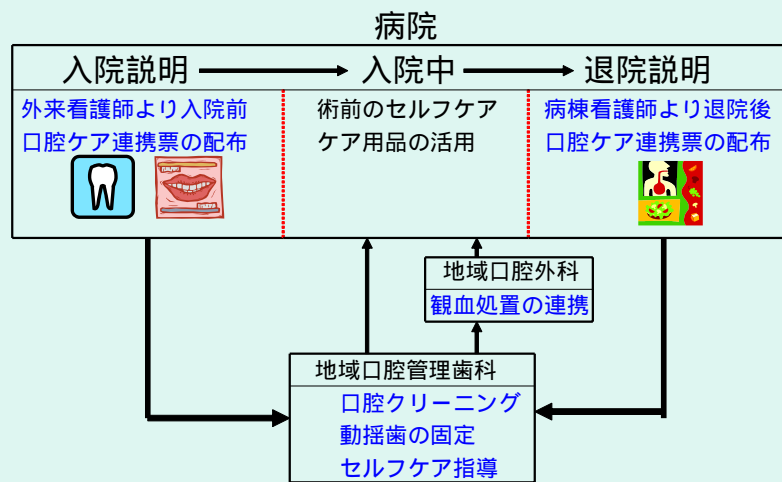 病院
入院説明
入院中
退院説明
外来看護師より入院前
口腔ケア連携票の配布
術前のセルフケア
ケア用品の活用
病棟看護師より退院後
口腔ケア連携票の配布
地域口腔外科
観血処置の連携
地域口腔管理歯科
口腔クリーニング
動揺歯の固定
セルフケア指導